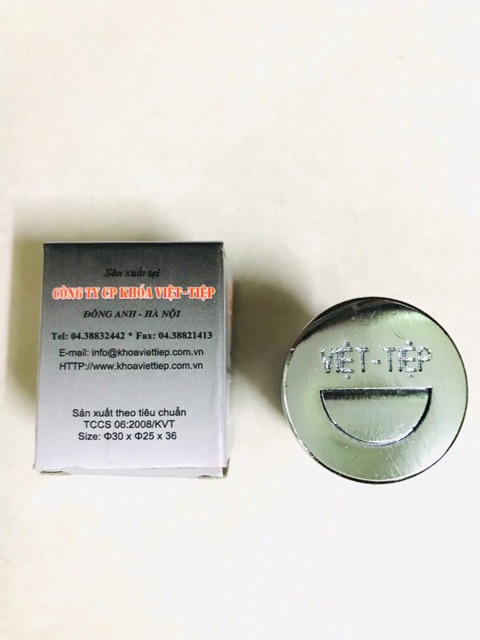 Sản xuất tại
CÔNG TY CP KHÓA VIỆT-TIỆP
ĐÔNG ANH - HÀ NỘI
Tel: 04.38832442 * Fax: 04.38821413
E-mail: info@khoaviettiep.com.vn
HTTP://www.khoaviettiep.com.vn
Sản xuất theo tiêu chuẩn
TCCS 06:2008/KVT
Size: Φ30 x Φ25 x 36
VIỆT-TIỆP